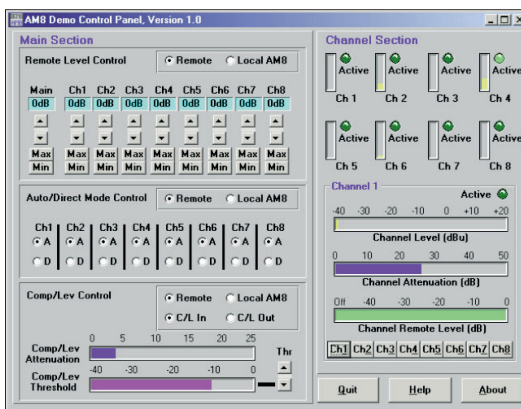 AM8 Demo Control Panel, Version 1.0
Main Section
Remote Level Control
Remote Local AM8
Main Ch1 Ch2 Ch3 Ch4 Ch5 Ch6 Ch7 Ch8
0dB 0dB 0dB 0dB 0dB 0dB 0dB 0dB 0dB
Max Max Max Max Max Max Max Max Max
Min Min Min Min Min Min Min Min Min
Auto/Direct Mode Control
Remote Local AM8
Ch1 Ch2 Ch3 Ch4 Ch5 Ch6 Ch7 Ch8
A A A A A A A A
D D D D D D D D
Comp/Lev Control
Remote Local AM8
C/L In C/L Out
0 5 10 15 20 25
Comp/Lev
Attenuation
Thr
-40 -30 -20 -10 0
Comp/Lev
Threshold
Channel Section
Active Active Active Active
Ch 1 Ch 2 Ch 3 Ch 4
Active Active Active Active
Ch 5 Ch 6 Ch 7 Ch 8
Channel 1
Active
-40 -30 -20 -10 0 +10 +20
Channel Level (dBu)
0 10 20 30 40 50
Channel Attenuation (dB)
Off -40 -30 -20 -10 0
Channel Remote Level (dB)
Ch1 Ch2 Ch3 Ch4 Ch5 Ch6 Ch7 Ch8
Quit Help About